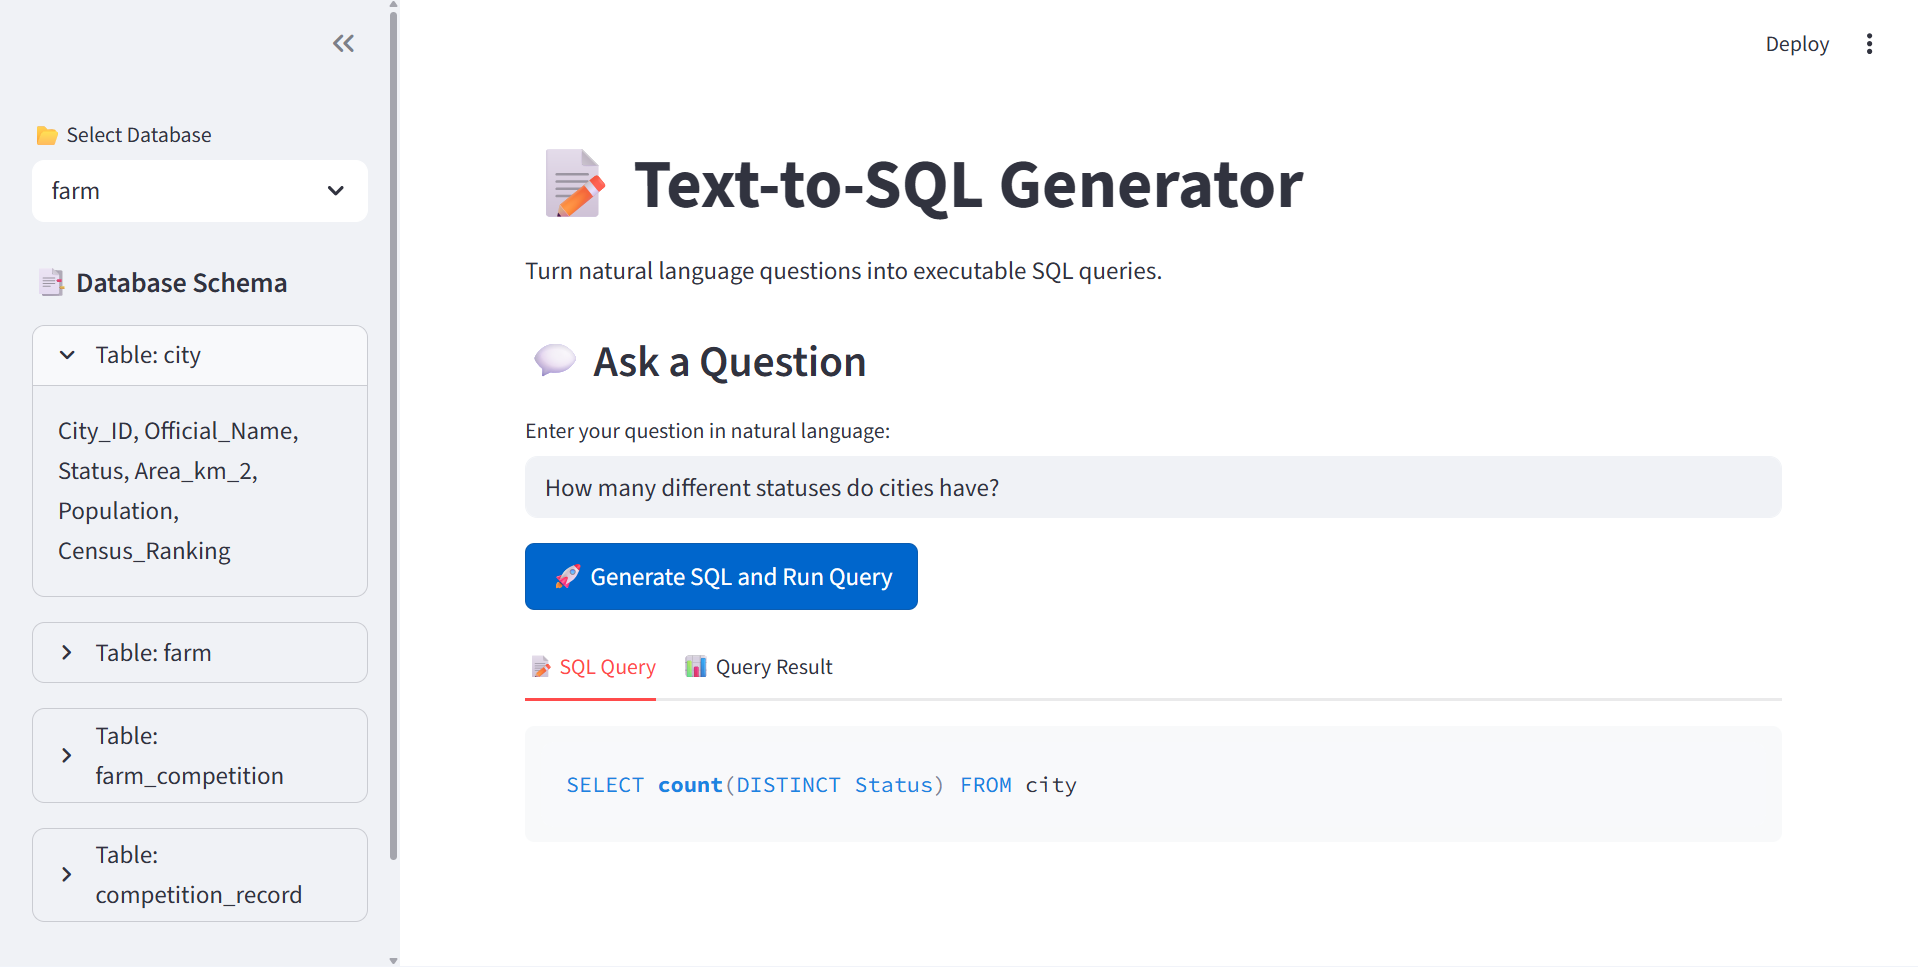 Select Database
farm
Database Schema
Table: city
City_ID, Official_Name,
Status, Area_km_2,
Population,
Census_Ranking
Table: farm
Table:
farm_competition
Table:
competition_record
Deploy
Text-to-SQL Generator
Turn natural language questions into executable SQL queries.
Ask a Question
Enter your question in natural language:
How many different statuses do cities have?
Generate SQL and Run Query
SQL Query
Query Result
SELECT count(DISTINCT Status) FROM city